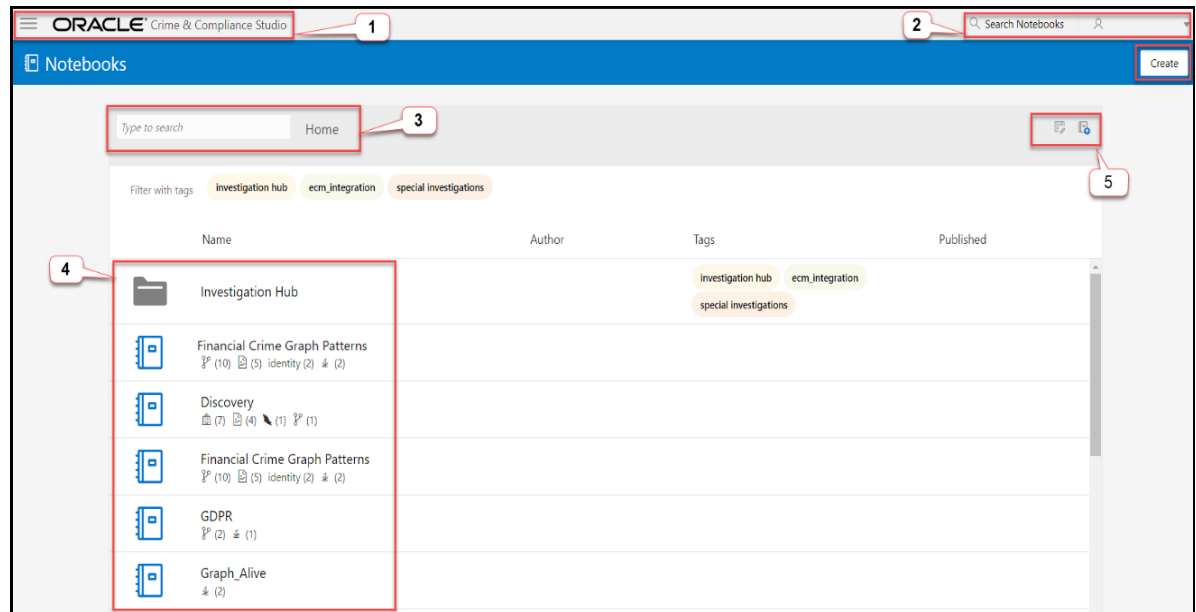 ORACLE® Crime & Compliance Studio
1
2
Search Notebooks
Notebooks
Create
Type to search
Home
3
5
Filter with tags investigation hub ecm_integration special investigations
Name Author Tags Published
4
Investigation Hub
investigation hub ecm_integration
special investigations
Financial Crime Graph Patterns
(10) (5) identity (2) (2)
Discovery
(7) (4) (1) (1)
Financial Crime Graph Patterns
(10) (5) identity (2) (2)
GDPR
(2) (1)
Graph_Alive
(2)